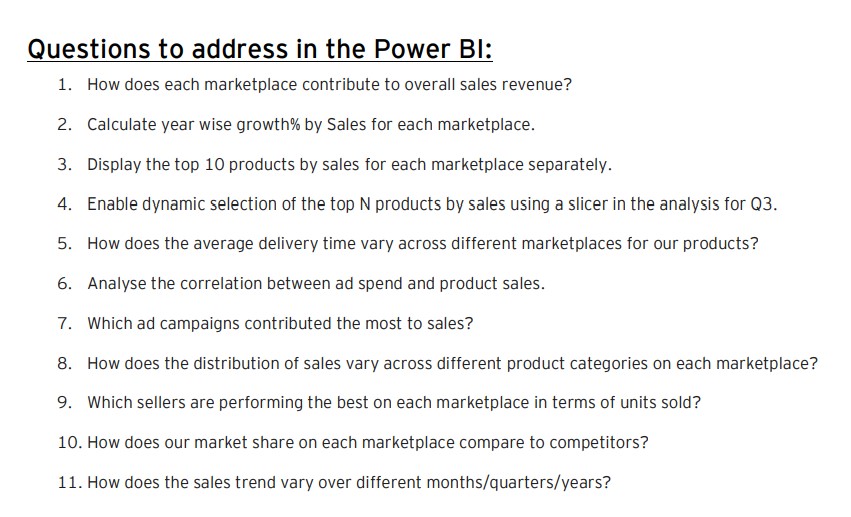 Questions to address in the Power BI:
1. How does each marketplace contribute to overall sales revenue?
2. Calculate year wise growth% by Sales for each marketplace.
3. Display the top 10 products by sales for each marketplace separately.
4. Enable dynamic selection of the top N products by sales using a slicer in the analysis for Q3.
5. How does the average delivery time vary across different marketplaces for our products?
6. Analyse the correlation between ad spend and product sales.
7. Which ad campaigns contributed the most to sales?
8. How does the distribution of sales vary across different product categories on each marketplace?
9. Which sellers are performing the best on each marketplace in terms of units sold?
10. How does our market share on each marketplace compare to competitors?
11. How does the sales trend vary over different months/quarters/years?